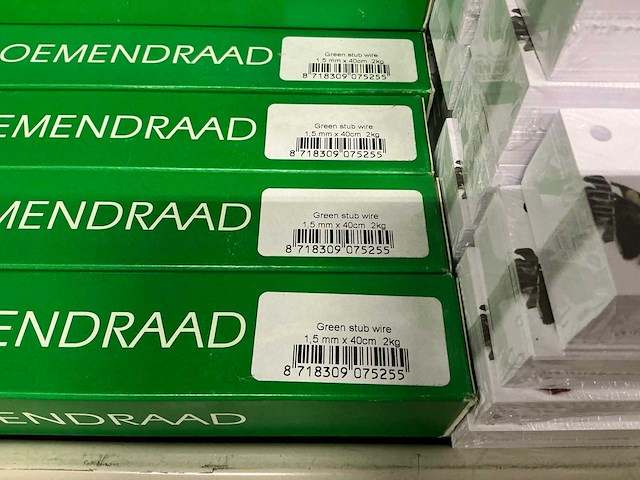 OEMENDRAAD
Green stub wire
1,5 mm x 40cm 2kg
8 718309 075255
EMENDRAAD
Green stub wire
1,5 mm x 40cm 2kg
8 718309 075255
MENDRAAD
Green stub wire
1,5 mm x 40cm 2kg
8 718309 075255
ENDRAAD
Green stub wire
1,5 mm x 40cm 2kg
8 718309 075255
ENDRAAD